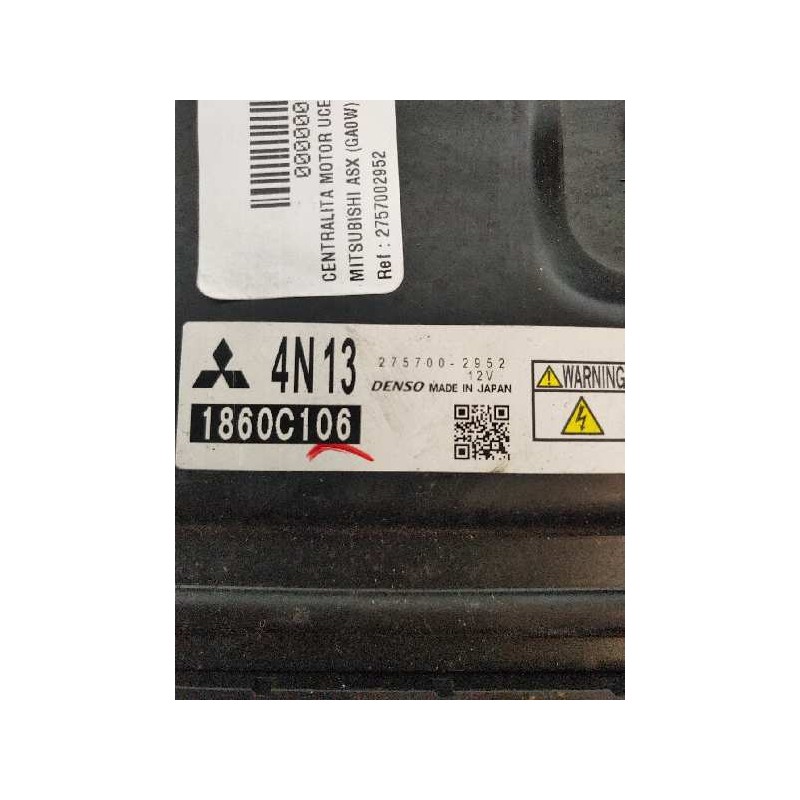 000000
CENTRALITA MOTOR UCE
MITSUBISHI ASX (GA0W)
Ref : 2757002952
4N13
275700-2952
12V
DENSO MADE IN JAPAN
1860C106
WARNING